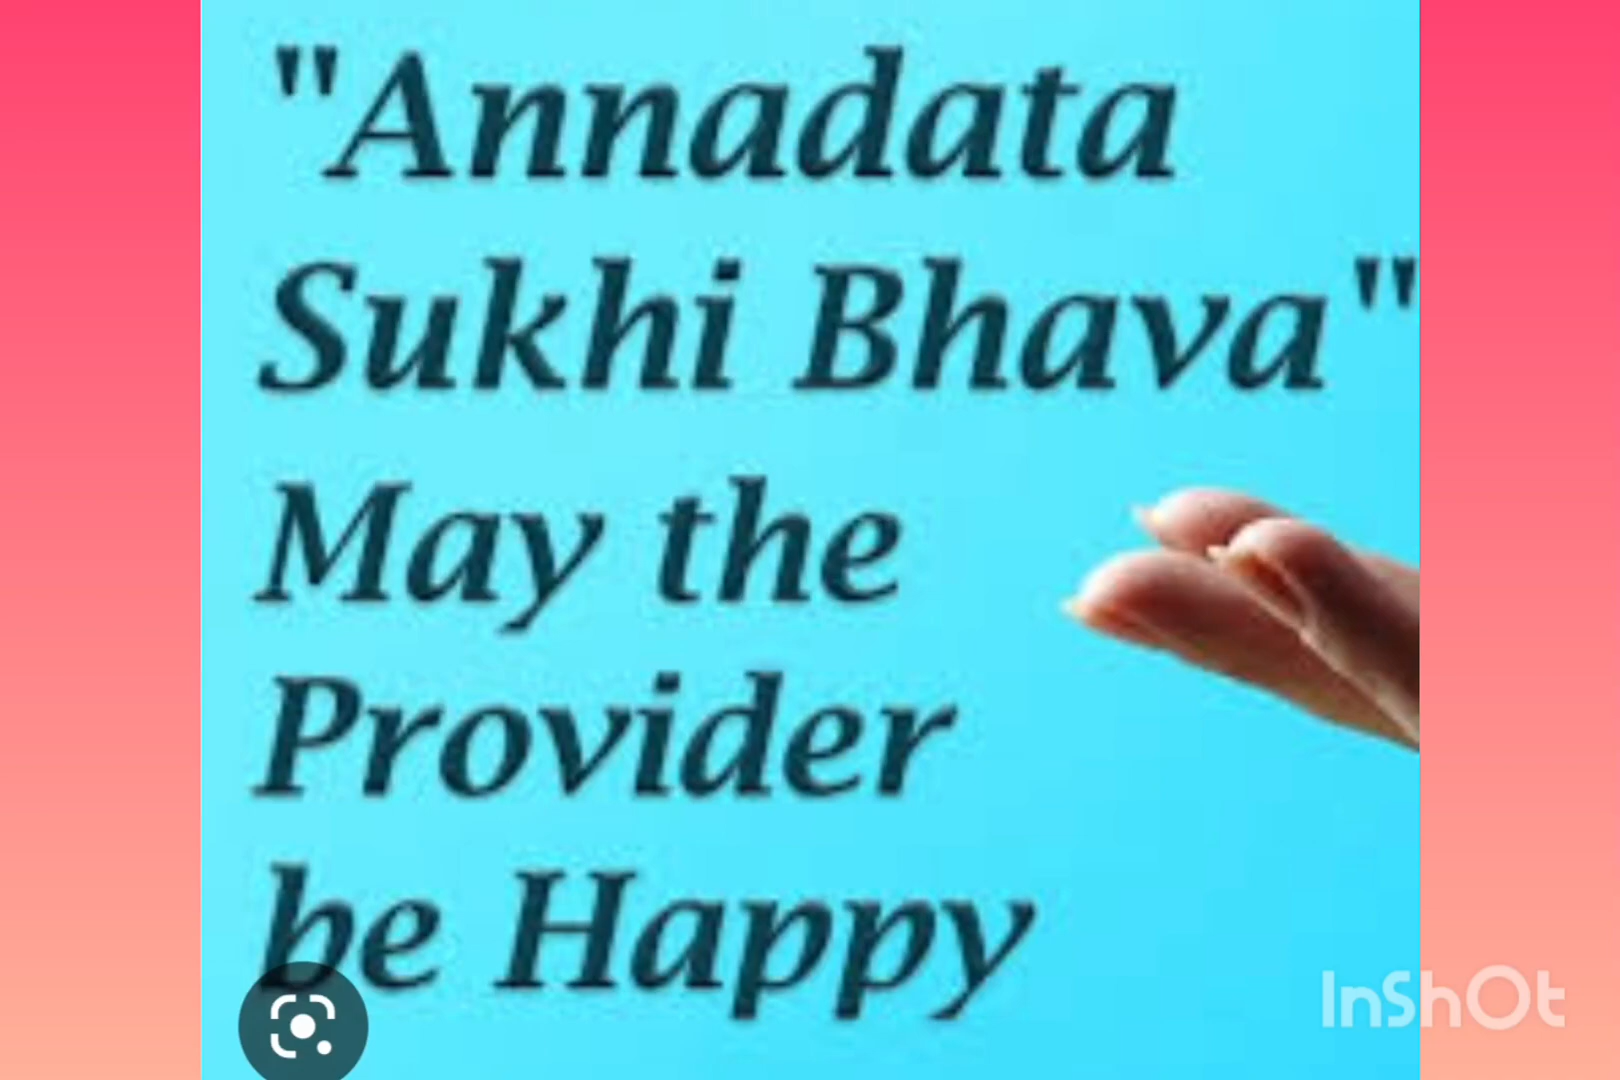 "Annadata
Sukhi Bhava"
May the
Provider
be Happy
InShOt